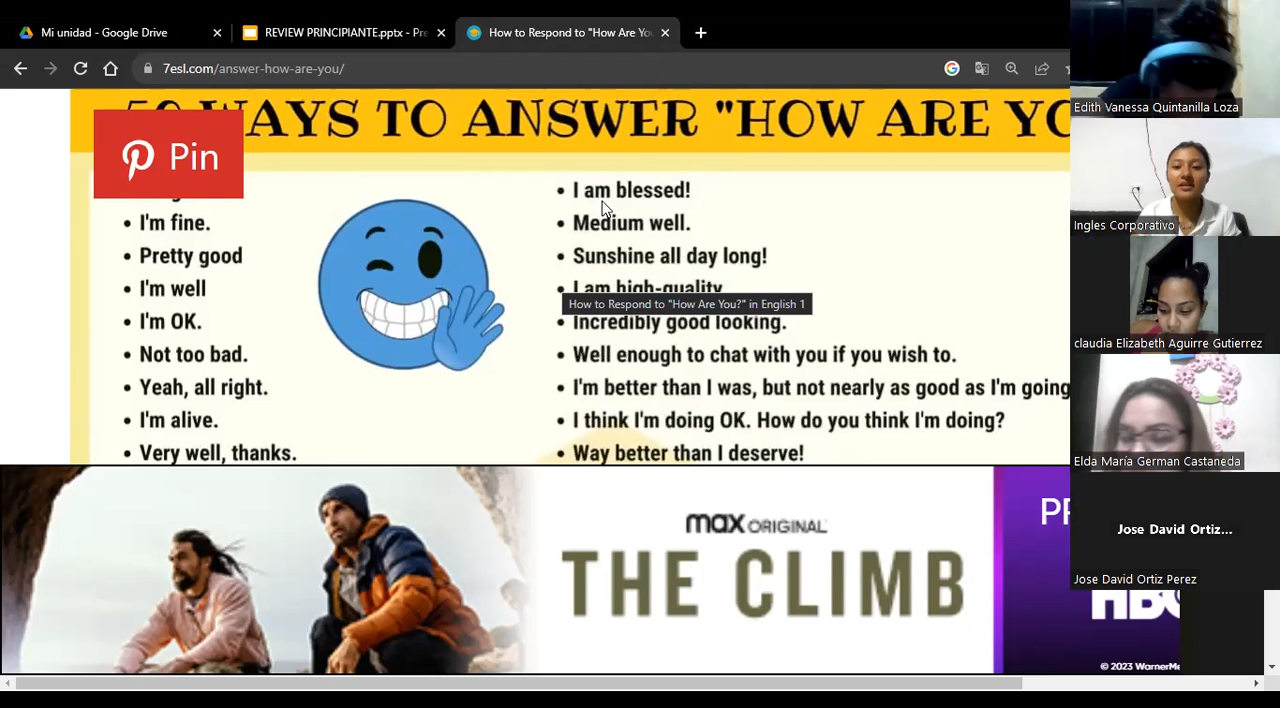 Mi unidad - Google Drive
REVIEW PRINCIPIANTE.pptx - Pre
How to Respond to "How Are You
7esl.com/answer-how-are-you/
WAYS TO ANSWER "HOW ARE YO
Pin
I'm fine.
Pretty good
I'm well
I'm OK.
Not too bad.
Yeah, all right.
I'm alive.
Very well, thanks.
I am blessed!
Medium well.
Sunshine all day long!
I am high-quality
How to Respond to "How Are You?" in English 1
Incredibly good looking.
Well enough to chat with you if you wish to.
I'm better than I was, but not nearly as good as I'm going
I think I'm doing OK. How do you think I'm doing?
Way better than I deserve!
max ORIGINAL
THE CLIMB
HBO
© 2023 WarnerMe
Edith Vanessa Quintanilla Loza
Ingles Corporativo
claudia Elizabeth Aguirre Gutierrez
Elda María German Castaneda
Jose David Ortiz...
Jose David Ortiz Perez